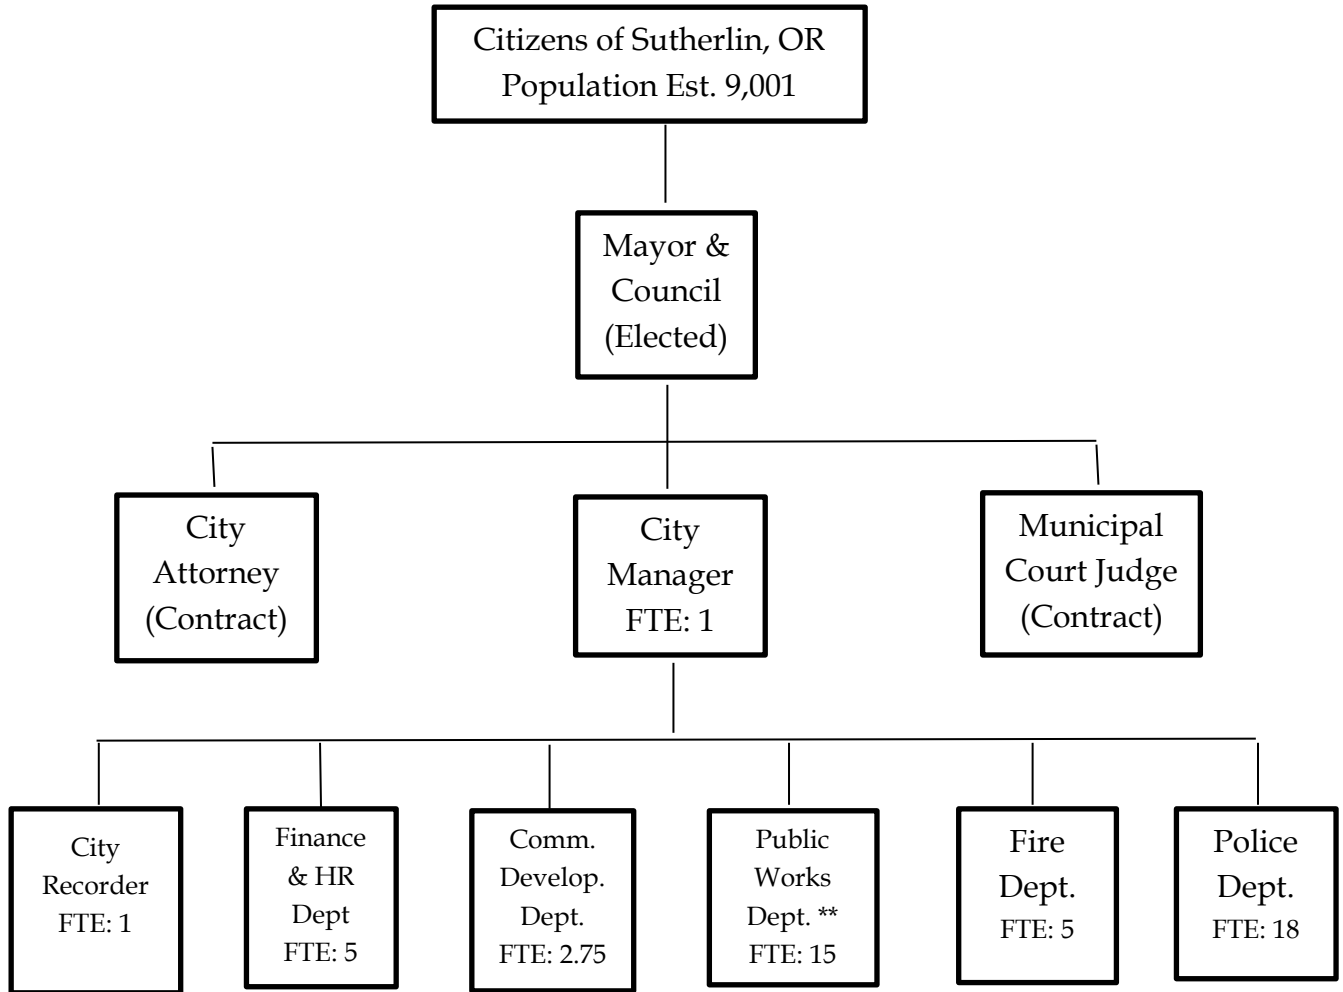 Citizens of Sutherlin, OR
Population Est. 9,001
Mayor &
Council
(Elected)
City
Attorney
(Contract)
City
Manager
FTE: 1
Municipal
Court Judge
(Contract)
City
Recorder
FTE: 1
Finance
& HR
Dept
FTE: 5
Comm.
Develop.
Dept.
FTE: 2.75
Public
Works
Dept. **
FTE: 15
Fire
Dept.
FTE: 5
Police
Dept.
FTE: 18